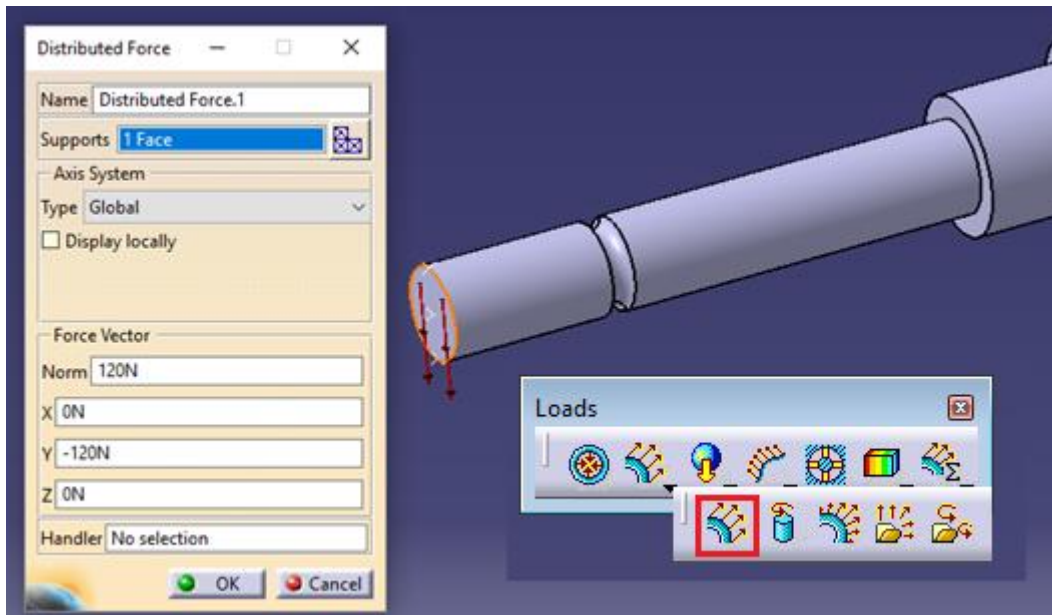 Distributed Force
Name Distributed Force.1
Supports 1 Face
Axis System
Type Global
Display locally
Force Vector
Norm 120N
X 0N
Y -120N
Z 0N
Handler No selection
OK Cancel
Loads